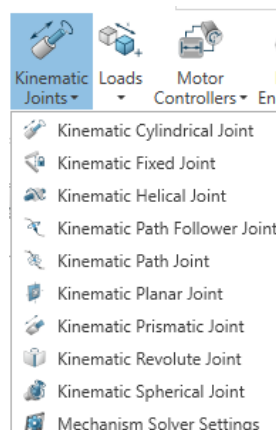 Kinematic Loads Motor
Joints Controllers En
Kinematic Cylindrical Joint
Kinematic Fixed Joint
Kinematic Helical Joint
Kinematic Path Follower Joint
Kinematic Path Joint
Kinematic Planar Joint
Kinematic Prismatic Joint
Kinematic Revolute Joint
Kinematic Spherical Joint
Mechanism Solver Settings